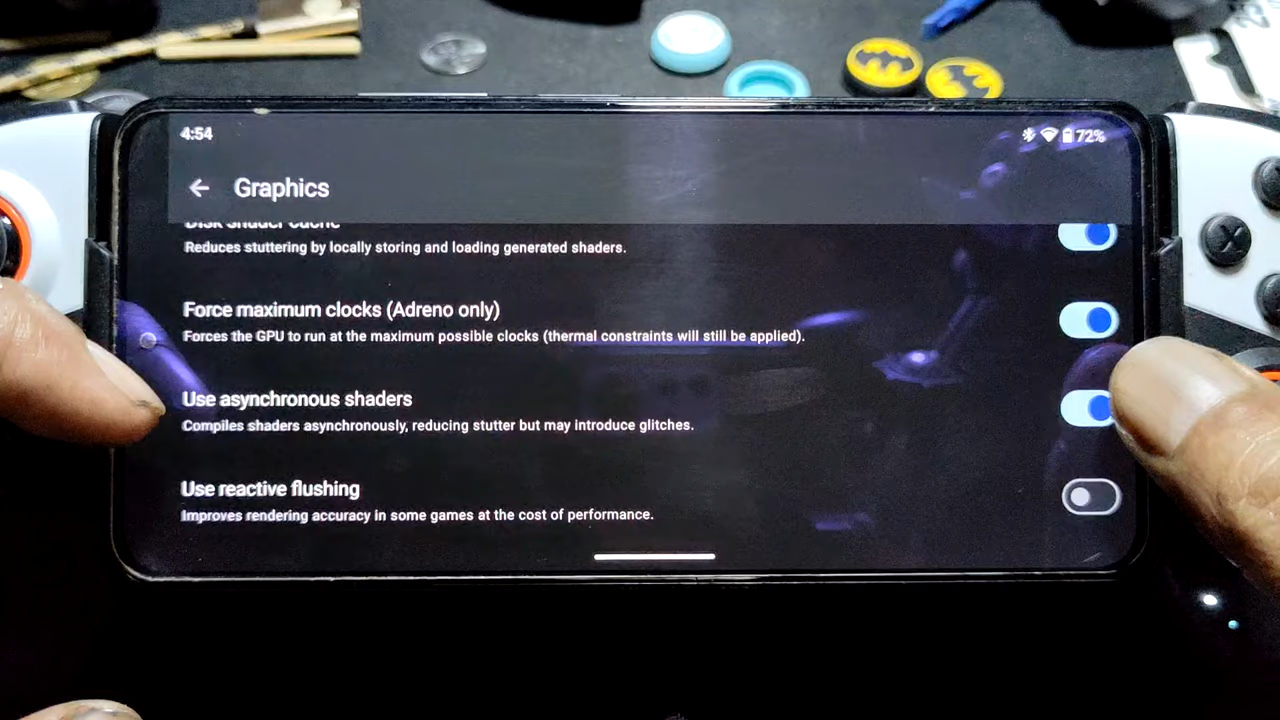 4:54
72%
Graphics
Disk shader cache
Reduces stuttering by locally storing and loading generated shaders.
Force maximum clocks (Adreno only)
Forces the GPU to run at the maximum possible clocks (thermal constraints will still be applied).
Use asynchronous shaders
Compiles shaders asynchronously, reducing stutter but may introduce glitches.
Use reactive flushing
Improves rendering accuracy in some games at the cost of performance.
X